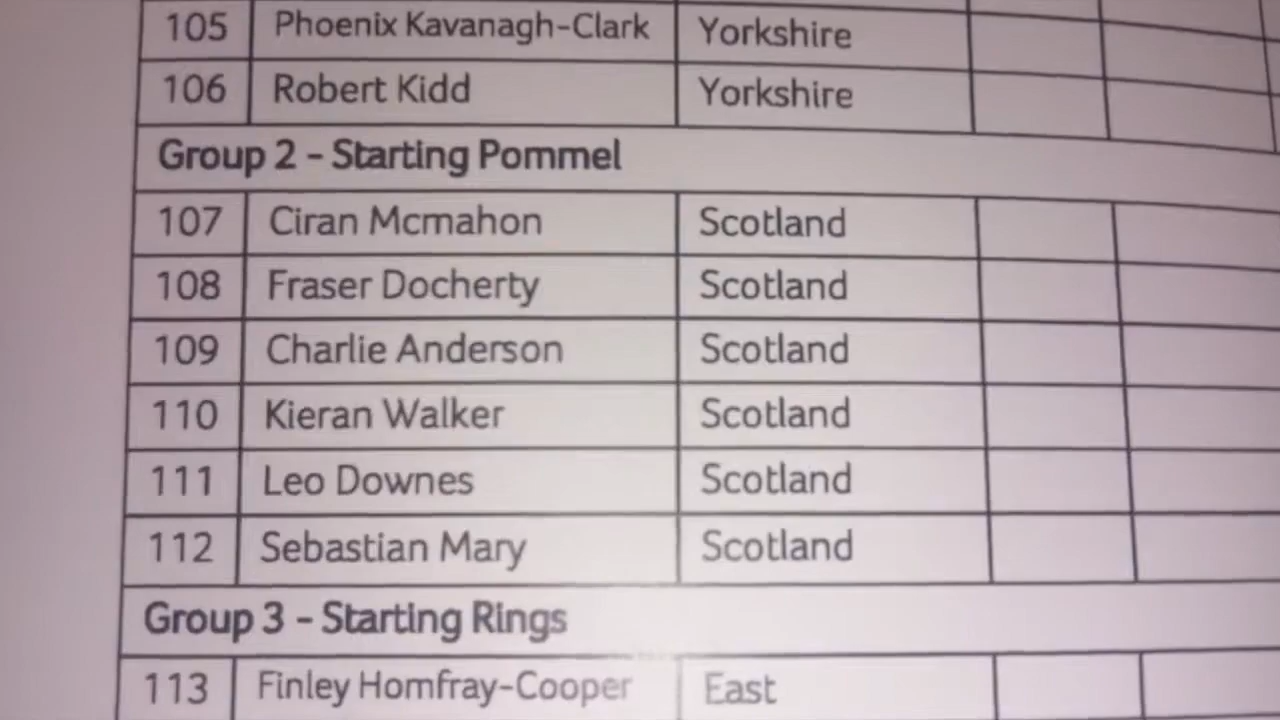 105 Phoenix Kavanagh-Clark Yorkshire
106 Robert Kidd Yorkshire
Group 2 - Starting Pommel
107 Ciran Mcmahon Scotland
108 Fraser Docherty Scotland
109 Charlie Anderson Scotland
110 Kieran Walker Scotland
111 Leo Downes Scotland
112 Sebastian Mary Scotland
Group 3 - Starting Rings
113 Finley Homfray-Cooper East